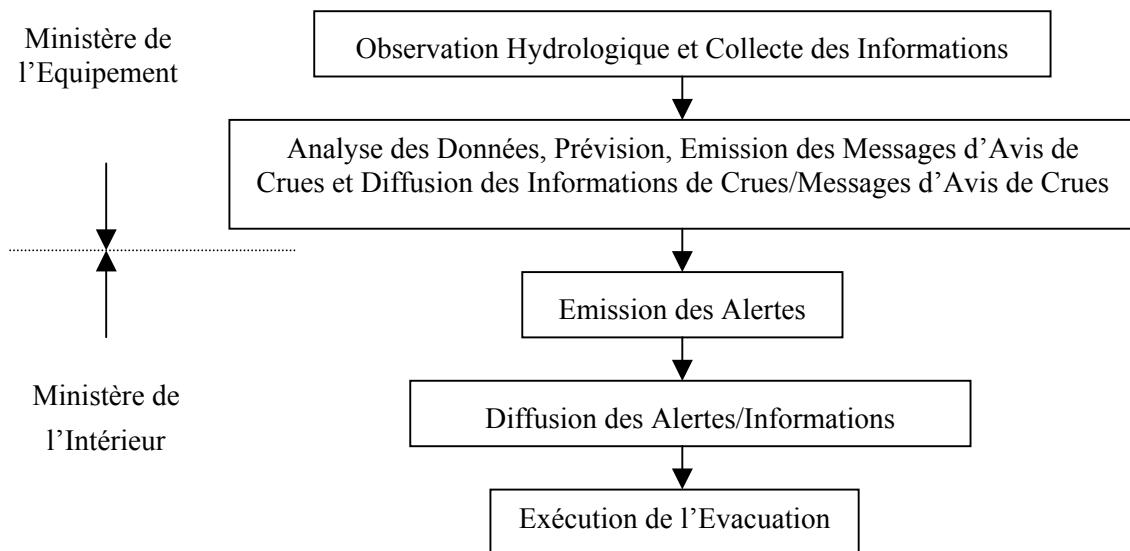 Ministère de
l’Equipement
Observation Hydrologique et Collecte des Informations
Analyse des Données, Prévision, Emission des Messages d’Avis de
Crues et Diffusion des Informations de Crues/Messages d’Avis de Crues
Emission des Alertes
Ministère de
l’Intérieur
Diffusion des Alertes/Informations
Exécution de l’Evacuation